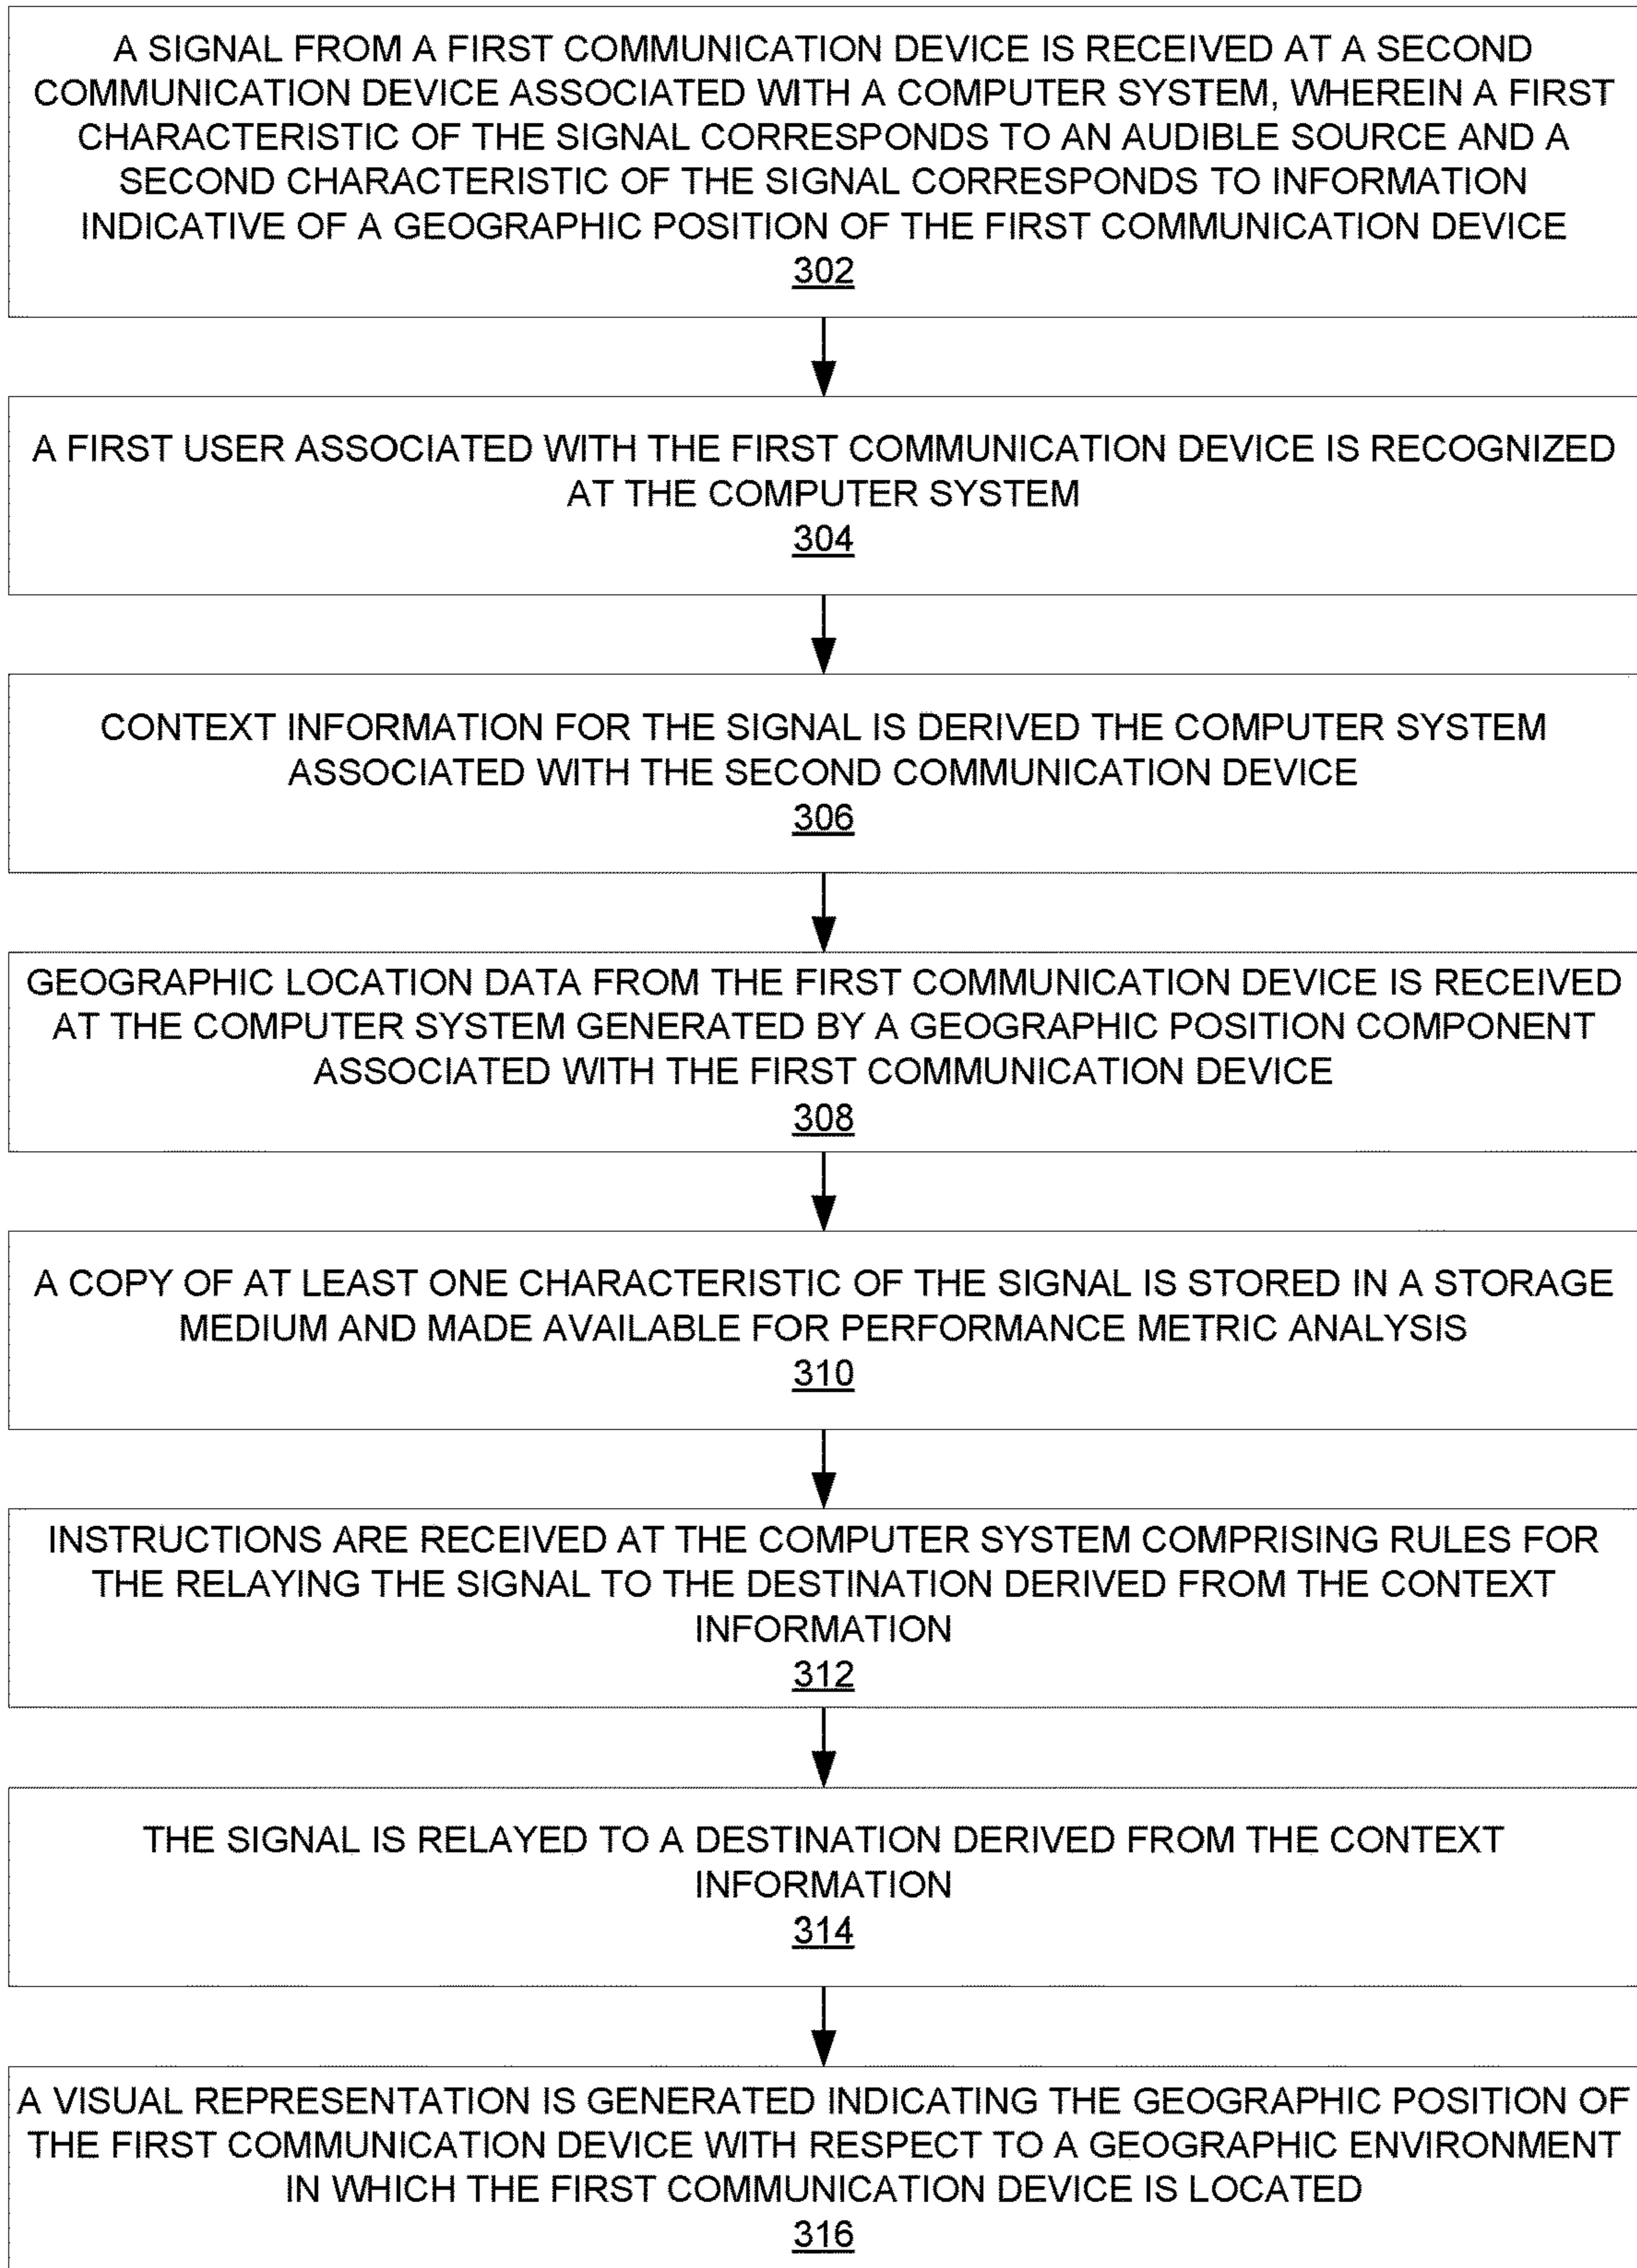 A SIGNAL FROM A FIRST COMMUNICATION DEVICE IS RECEIVED AT A SECOND
COMMUNICATION DEVICE ASSOCIATED WITH A COMPUTER SYSTEM, WHEREIN A FIRST
CHARACTERISTIC OF THE SIGNAL CORRESPONDS TO AN AUDIBLE SOURCE AND A
SECOND CHARACTERISTIC OF THE SIGNAL CORRESPONDS TO INFORMATION
INDICATIVE OF A GEOGRAPHIC POSITION OF THE FIRST COMMUNICATION DEVICE
302
A FIRST USER ASSOCIATED WITH THE FIRST COMMUNICATION DEVICE IS RECOGNIZED
AT THE COMPUTER SYSTEM
304
CONTEXT INFORMATION FOR THE SIGNAL IS DERIVED THE COMPUTER SYSTEM
ASSOCIATED WITH THE SECOND COMMUNICATION DEVICE
306
GEOGRAPHIC LOCATION DATA FROM THE FIRST COMMUNICATION DEVICE IS RECEIVED
AT THE COMPUTER SYSTEM GENERATED BY A GEOGRAPHIC POSITION COMPONENT
ASSOCIATED WITH THE FIRST COMMUNICATION DEVICE
308
A COPY OF AT LEAST ONE CHARACTERISTIC OF THE SIGNAL IS STORED IN A STORAGE
MEDIUM AND MADE AVAILABLE FOR PERFORMANCE METRIC ANALYSIS
310
INSTRUCTIONS ARE RECEIVED AT THE COMPUTER SYSTEM COMPRISING RULES FOR
THE RELAYING THE SIGNAL TO THE DESTINATION DERIVED FROM THE CONTEXT
INFORMATION
312
THE SIGNAL IS RELAYED TO A DESTINATION DERIVED FROM THE CONTEXT
INFORMATION
314
A VISUAL REPRESENTATION IS GENERATED INDICATING THE GEOGRAPHIC POSITION OF
THE FIRST COMMUNICATION DEVICE WITH RESPECT TO A GEOGRAPHIC ENVIRONMENT
IN WHICH THE FIRST COMMUNICATION DEVICE IS LOCATED
316